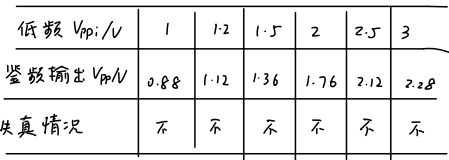 低频 Vppi/V 1 1.2 1.5 2 2.5 3
鉴频输出 Vpp/V 0.88 1.12 1.36 1.76 2.12 2.28
失真情况 不 不 不 不 不 不